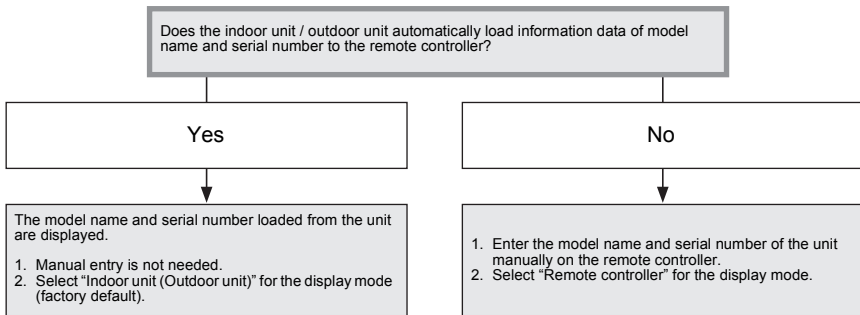 Does the indoor unit / outdoor unit automatically load information data of model
name and serial number to the remote controller?
Yes
No
The model name and serial number loaded from the unit
are displayed.
1. Manual entry is not needed.
2. Select “Indoor unit (Outdoor unit)” for the display mode
(factory default).
1. Enter the model name and serial number of the unit
manually on the remote controller.
2. Select “Remote controller” for the display mode.